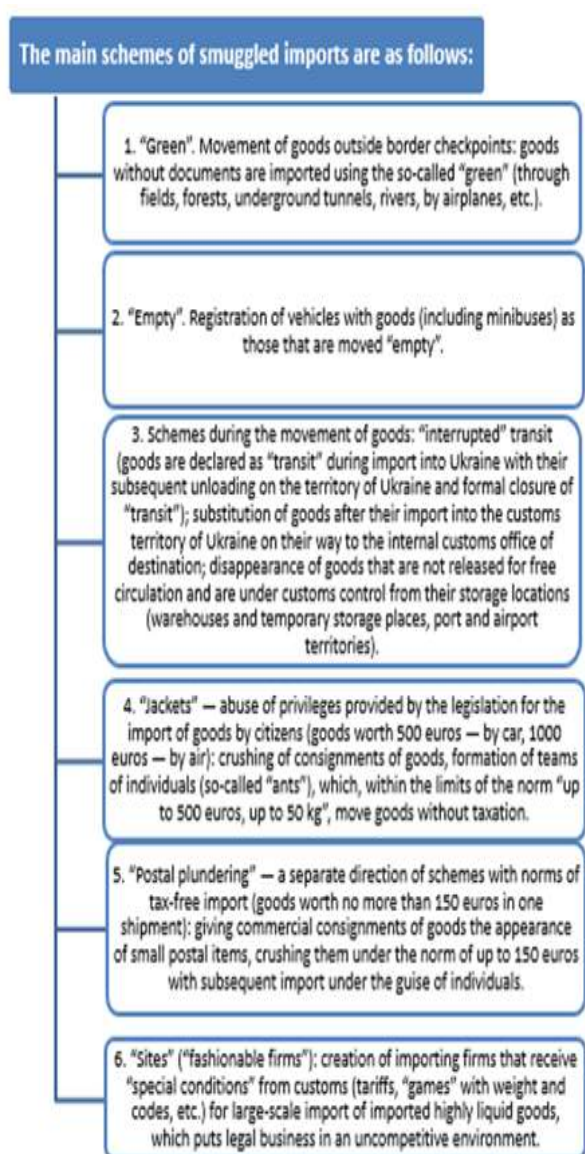 The main schemes of smuggled imports are as follows:
1. “Green”. Movement of goods outside border checkpoints: goods
without documents are imported using the so-called “green” (through
fields, forests, underground tunnels, rivers, by airplanes, etc.).
2. “Empty”. Registration of vehicles with goods (including minibuses) as
those that are moved “empty”.
3. Schemes during the movement of goods: “interrupted” transit
(goods are declared as “transit” during import into Ukraine with their
subsequent unloading on the territory of Ukraine and formal closure of
“transit”); substitution of goods after their import into the customs
territory of Ukraine on their way to the internal customs office of
destination; disappearance of goods that are not released for free
circulation and are under customs control from their storage locations
(warehouses and temporary storage places, port and airport
territories).
4. “Jackets” — abuse of privileges provided by the legislation for the
import of goods by citizens (goods worth 500 euros — by car, 1000
euros — by air): crushing of consignments of goods, formation of teams
of individuals (so-called “ants”), which, within the limits of the norm “up
to 500 euros, up to 50 kg”, move goods without taxation.
5. “Postal plundering” — a separate direction of schemes with norms of
tax-free import (goods worth no more than 150 euros in one
shipment): giving commercial consignments of goods the appearance
of small postal items, crushing them under the norm of up to 150 euros
with subsequent import under the guise of individuals.
6. “Sites” (“fashionable firms”): creation of importing firms that receive
“special conditions” from customs (tariffs, “games” with weight and
codes, etc.) for large-scale import of imported highly liquid goods,
which puts legal business in an uncompetitive environment.